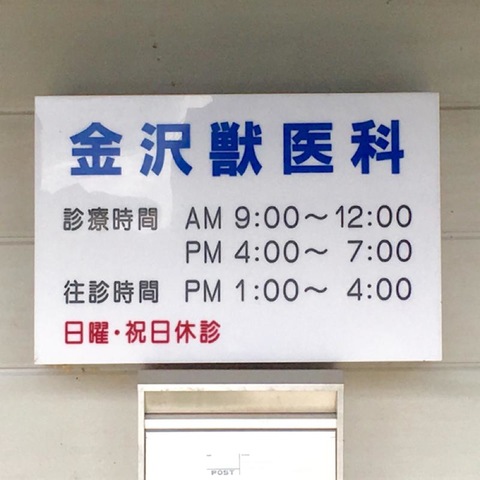 金沢獣医科
診療時間 AM 9:00〜12:00
PM 4:00〜 7:00
往診時間 PM 1:00〜 4:00
日曜・祝日休診
POST